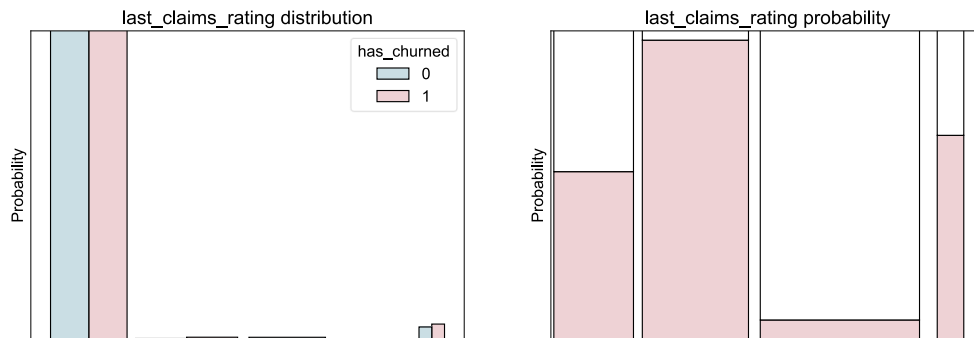 last_claims_rating distribution
has_churned
0
1
Probability
last_claims_rating probability
Probability